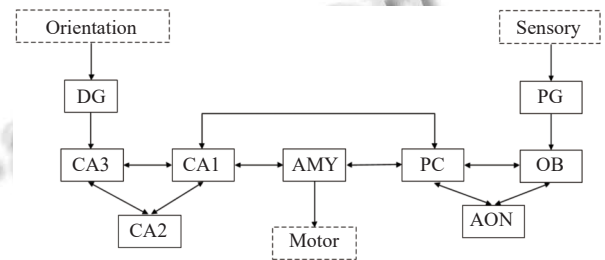 Orientation
Sensory
DG
PG
CA3
CA1
AMY
PC
OB
CA2
AON
Motor